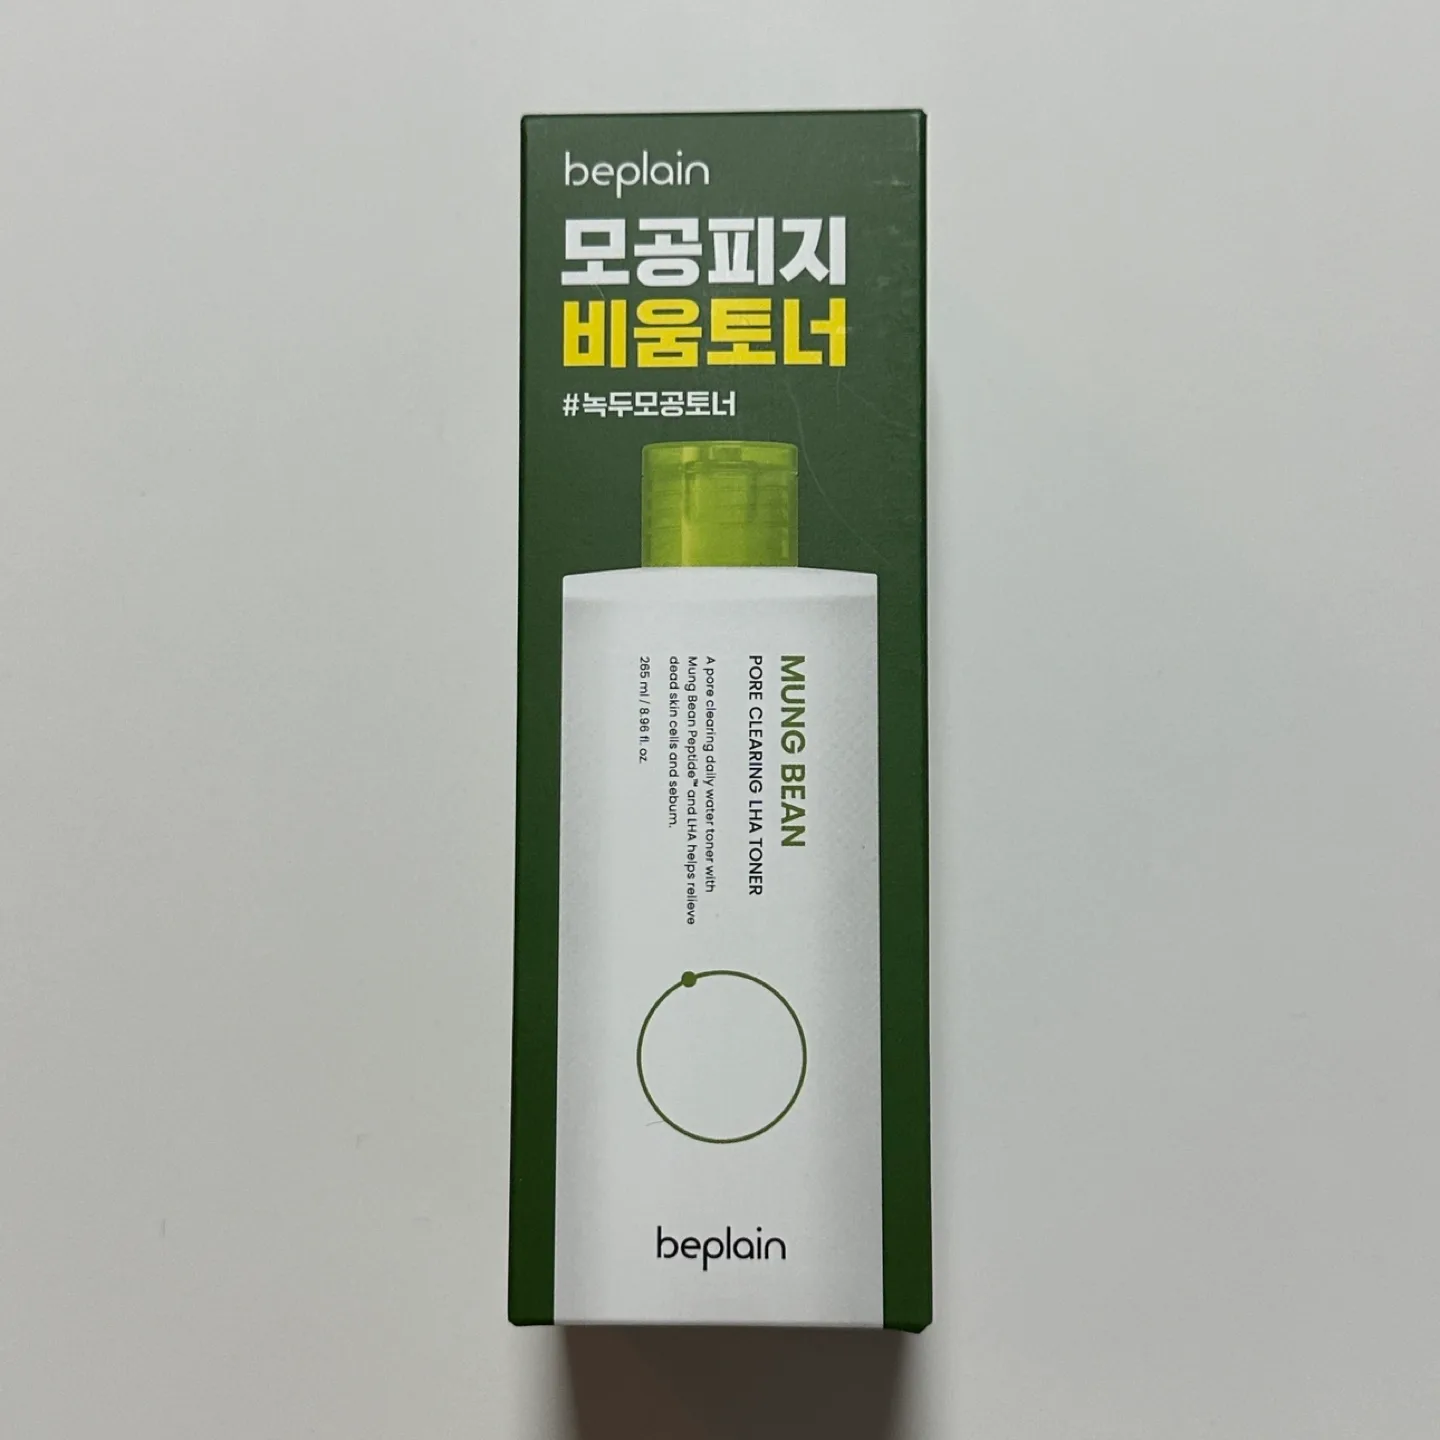 beplain
모공피지
비움토너
#녹두모공토너
MUNG BEAN
PORE CLEARING LHA TONER
A pore clearing daily water toner with
Mung Bean Peptide™ and LHA helps relieve
dead skin cells and sebum.
265 ml / 8.96 fl. oz.
beplain